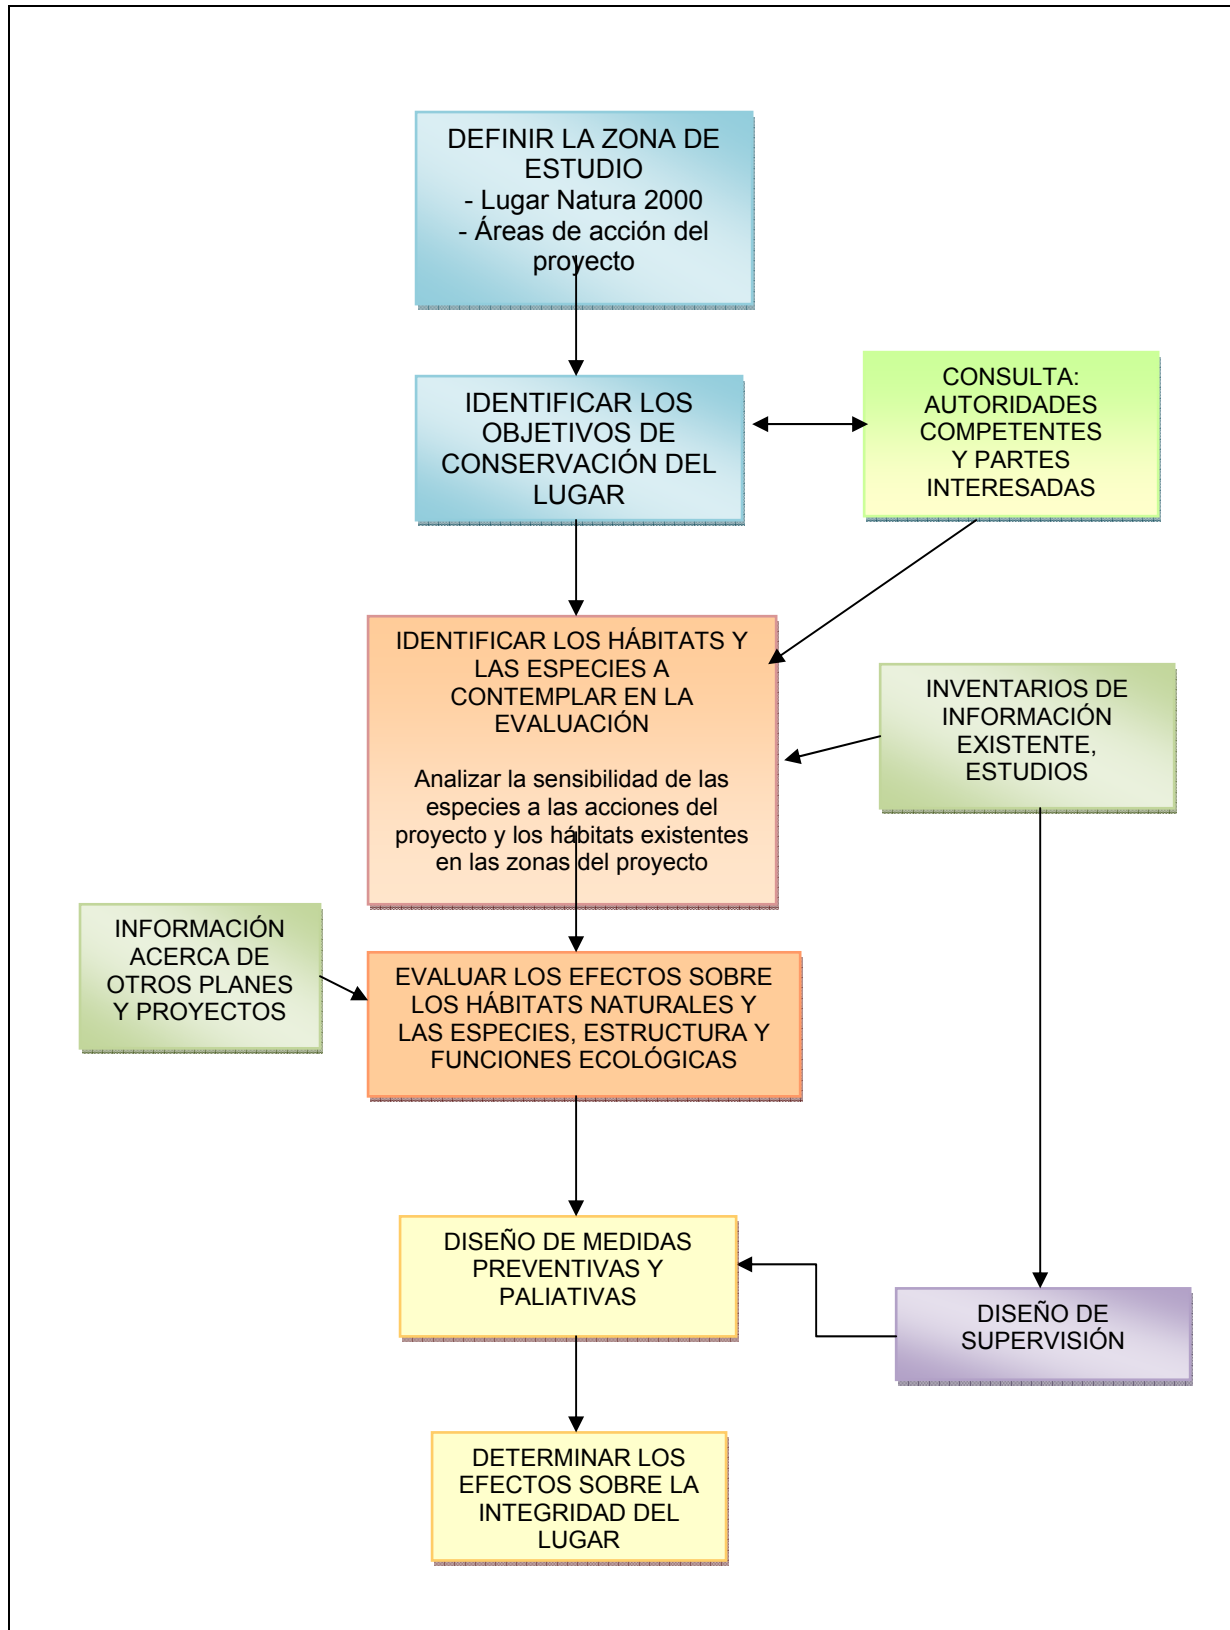 DEFINIR LA ZONA DE
ESTUDIO
- Lugar Natura 2000
- Áreas de acción del
proyecto
IDENTIFICAR LOS
OBJETIVOS DE
CONSERVACIÓN DEL
LUGAR
CONSULTA:
AUTORIDADES
COMPETENTES
Y PARTES
INTERESADAS
IDENTIFICAR LOS HÁBITATS Y
LAS ESPECIES A
CONTEMPLAR EN LA
EVALUACIÓN
Analizar la sensibilidad de las
especies a las acciones del
proyecto y los hábitats existentes
en las zonas del proyecto
INVENTARIOS DE
INFORMACIÓN
EXISTENTE,
ESTUDIOS
INFORMACIÓN
ACERCA DE
OTROS PLANES
Y PROYECTOS
EVALUAR LOS EFECTOS SOBRE
LOS HÁBITATS NATURALES Y
LAS ESPECIES, ESTRUCTURA Y
FUNCIONES ECOLÓGICAS
DISEÑO DE MEDIDAS
PREVENTIVAS Y
PALIATIVAS
DISEÑO DE
SUPERVISIÓN
DETERMINAR LOS
EFECTOS SOBRE LA
INTEGRIDAD DEL
LUGAR